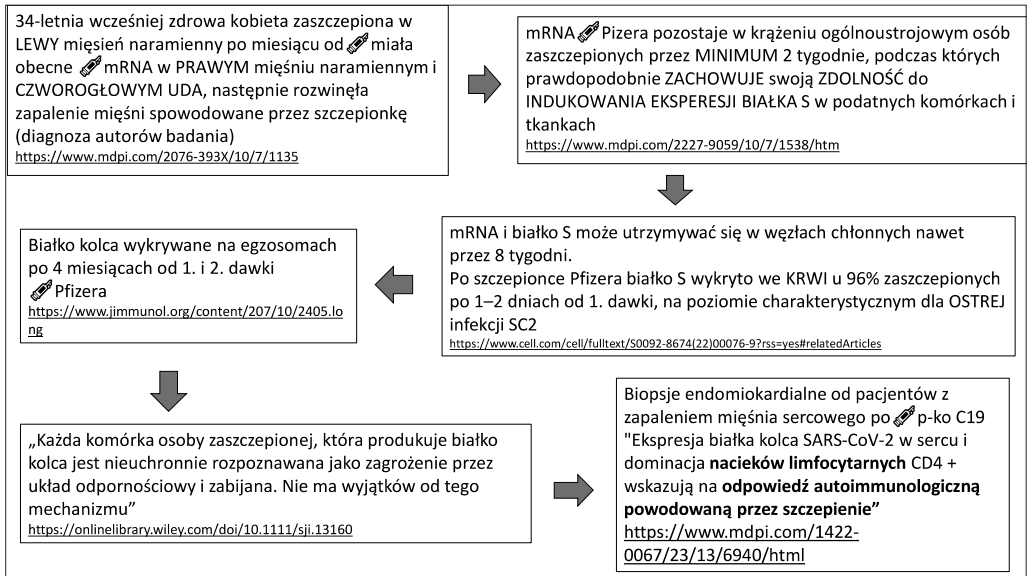 34-letnia wcześniej zdrowa kobieta zaszczepiona w
LEWY mięsień naramienny po miesiącu od 💉 miała
obecne 💉 mRNA w PRAWYM mięśniu naramiennym i
CZWOROGŁOWYM UDA, następnie rozwinęła
zapalenie mięśni spowodowane przez szczepionkę
(diagnoza autorów badania)
https://www.mdpi.com/2076-393X/10/7/1135
mRNA 💉 Pizera pozostaje w krążeniu ogólnoustrojowym osób
zaszczepionych przez MINIMUM 2 tygodnie, podczas których
prawdopodobnie ZACHOWUJE swoją ZDOLNOŚĆ do
INDUKOWANIA EKSPERESJI BIAŁKA S w podatnych komórkach i
tkankach
https://www.mdpi.com/2227-9059/10/7/1538/htm
mRNA i białko S może utrzymywać się w węzłach chłonnych nawet
przez 8 tygodni.
Po szczepionce Pfizera białko S wykryto we KRWI u 96% zaszczepionych
po 1–2 dniach od 1. dawki, na poziomie charakterystycznym dla OSTREJ
infekcji SC2
https://www.cell.com/cell/fulltext/S0092-8674(22)00076-9?rss=yes#relatedArticles
Białko kolca wykrywane na egzosomach
po 4 miesiącach od 1. i 2. dawki
💉 Pfizera
https://www.jimmunol.org/content/207/10/2405.lo
ng
„Każda komórka osoby zaszczepionej, która produkuje białko
kolca jest nieuchronnie rozpoznawana jako zagrożenie przez
układ odpornościowy i zabijana. Nie ma wyjątków od tego
mechanizmu”
https://onlinelibrary.wiley.com/doi/10.1111/sji.13160
Biopsje endomiokardialne od pacjentów z
zapaleniem mięśnia sercowego po 💉 p-ko C19
"Ekspresja białka kolca SARS-CoV-2 w sercu i
dominacja nacieków limfocytarnych CD4 +
wskazują na odpowiedź autoimmunologiczną
powodowaną przez szczepienie”
https://www.mdpi.com/1422-
0067/23/13/6940/html